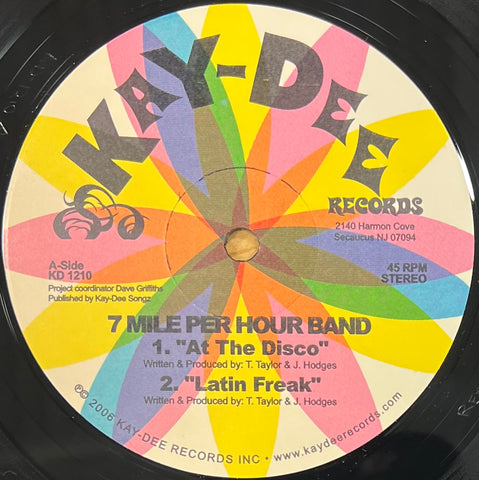 KAY-DEE
RECORDS
2140 Harmon Cove
Secaucus NJ 07094
A-Side
KD 1210
Project coordinator Dave Griffiths
Published by Kay-Dee Songz
45 RPM
STEREO
7 MILE PER HOUR BAND
1. "At The Disco"
Written & Produced by: T. Taylor & J. Hodges
2. "Latin Freak"
Written & Produced by: T. Taylor & J. Hodges
℗© 2006 KAY-DEE RECORDS INC • www.kaydeerecords.com